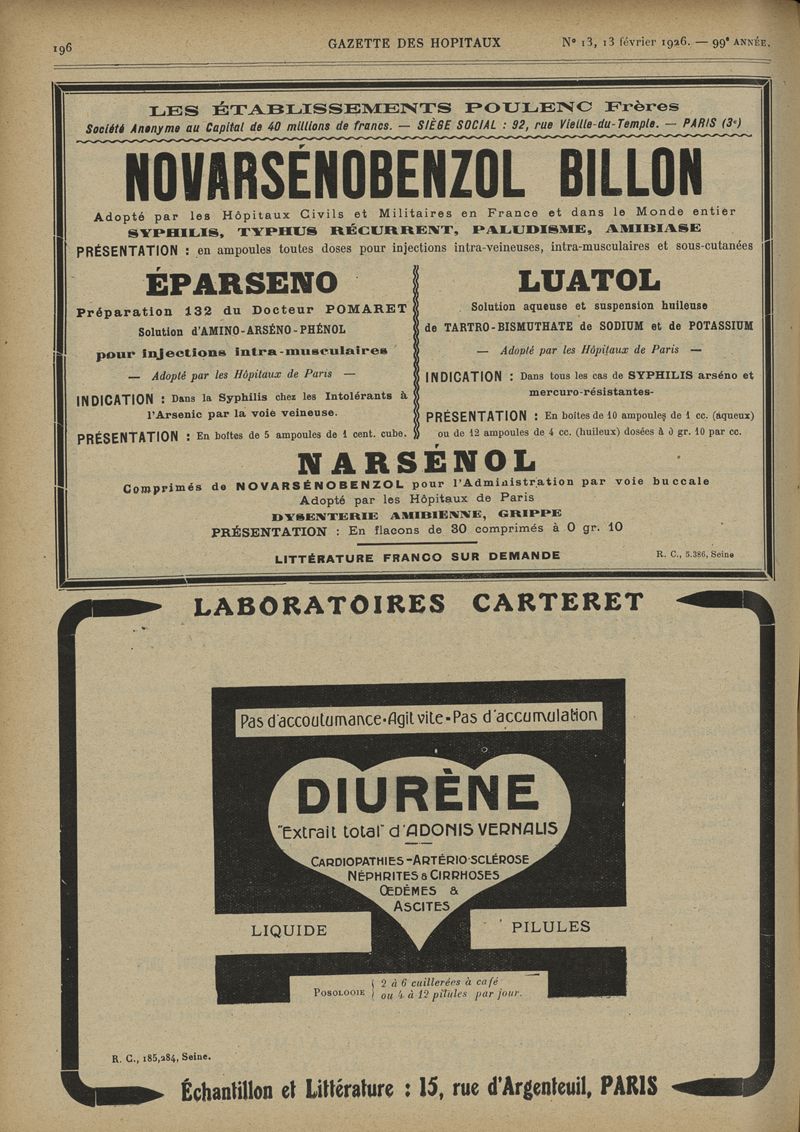 196
GAZETTE DES HOPITAUX
N° 13, 13 février 1926. — 99e ANNÉE.
LES ÉTABLISSEMENTS POULENC Frères
Société Anonyme au Capital de 40 millions de francs. — SIÈGE SOCIAL : 92, rue Vieille-du-Temple. — PARIS (3e)
NOVARSÉNOBENZOL BILLON
Adopté par les Hôpitaux Civils et Militaires en France et dans le Monde entier
SYPHILIS, TYPHUS RÉCURRENT, PALUDISME, AMIBIASE
PRÉSENTATION : en ampoules toutes doses pour injections intra-veineuses, intra-musculaires et sous-cutanées
ÉPARSENO
Préparation 132 du Docteur POMARET
Solution d'AMINO-ARSÉNO-PHÉNOL
pour injections intra-musculaires
— Adopté par les Hôpitaux de Paris —
INDICATION : Dans la Syphilis chez les Intolérants à
l'Arsenic par la voie veineuse.
PRÉSENTATION : En boîtes de 5 ampoules de 1 cent. cube.
LUATOL
Solution aqueuse et suspension huileuse
de TARTRO-BISMUTHATE de SODIUM et de POTASSIUM
— Adopté par les Hôpitaux de Paris —
INDICATION : Dans tous les cas de SYPHILIS arséno et
mercuro-résistantes-
PRÉSENTATION : En boîtes de 10 ampoules de 1 cc. (aqueux)
ou de 12 ampoules de 4 cc. (huileux) dosées à 0 gr. 10 par cc.
NARSÉNOL
Comprimés de NOVARSÉNOBENZOL pour l'Administration par voie buccale
Adopté par les Hôpitaux de Paris
DYSENTERIE AMIBIENNE, GRIPPE
PRÉSENTATION : En flacons de 30 comprimés à 0 gr. 10
LITTÉRATURE FRANCO SUR DEMANDE
R. C., 5.386, Seine
LABORATOIRES CARTERET
Pas d'accoutumance • Agit vite • Pas d'accumulation
DIURÈNE
"Extrait total" d'ADONIS VERNALIS
CARDIOPATHIES - ARTÉRIO-SCLÉROSE
NÉPHRITES & CIRRHOSES
ŒDÈMES &
ASCITES
LIQUIDE
PILULES
POSOLOGIE { 2 à 6 cuillerées à café
ou 4 à 12 pilules par jour.
R. C., 185,284, Seine.
Échantillon et Littérature : 15, rue d'Argenteuil, PARIS